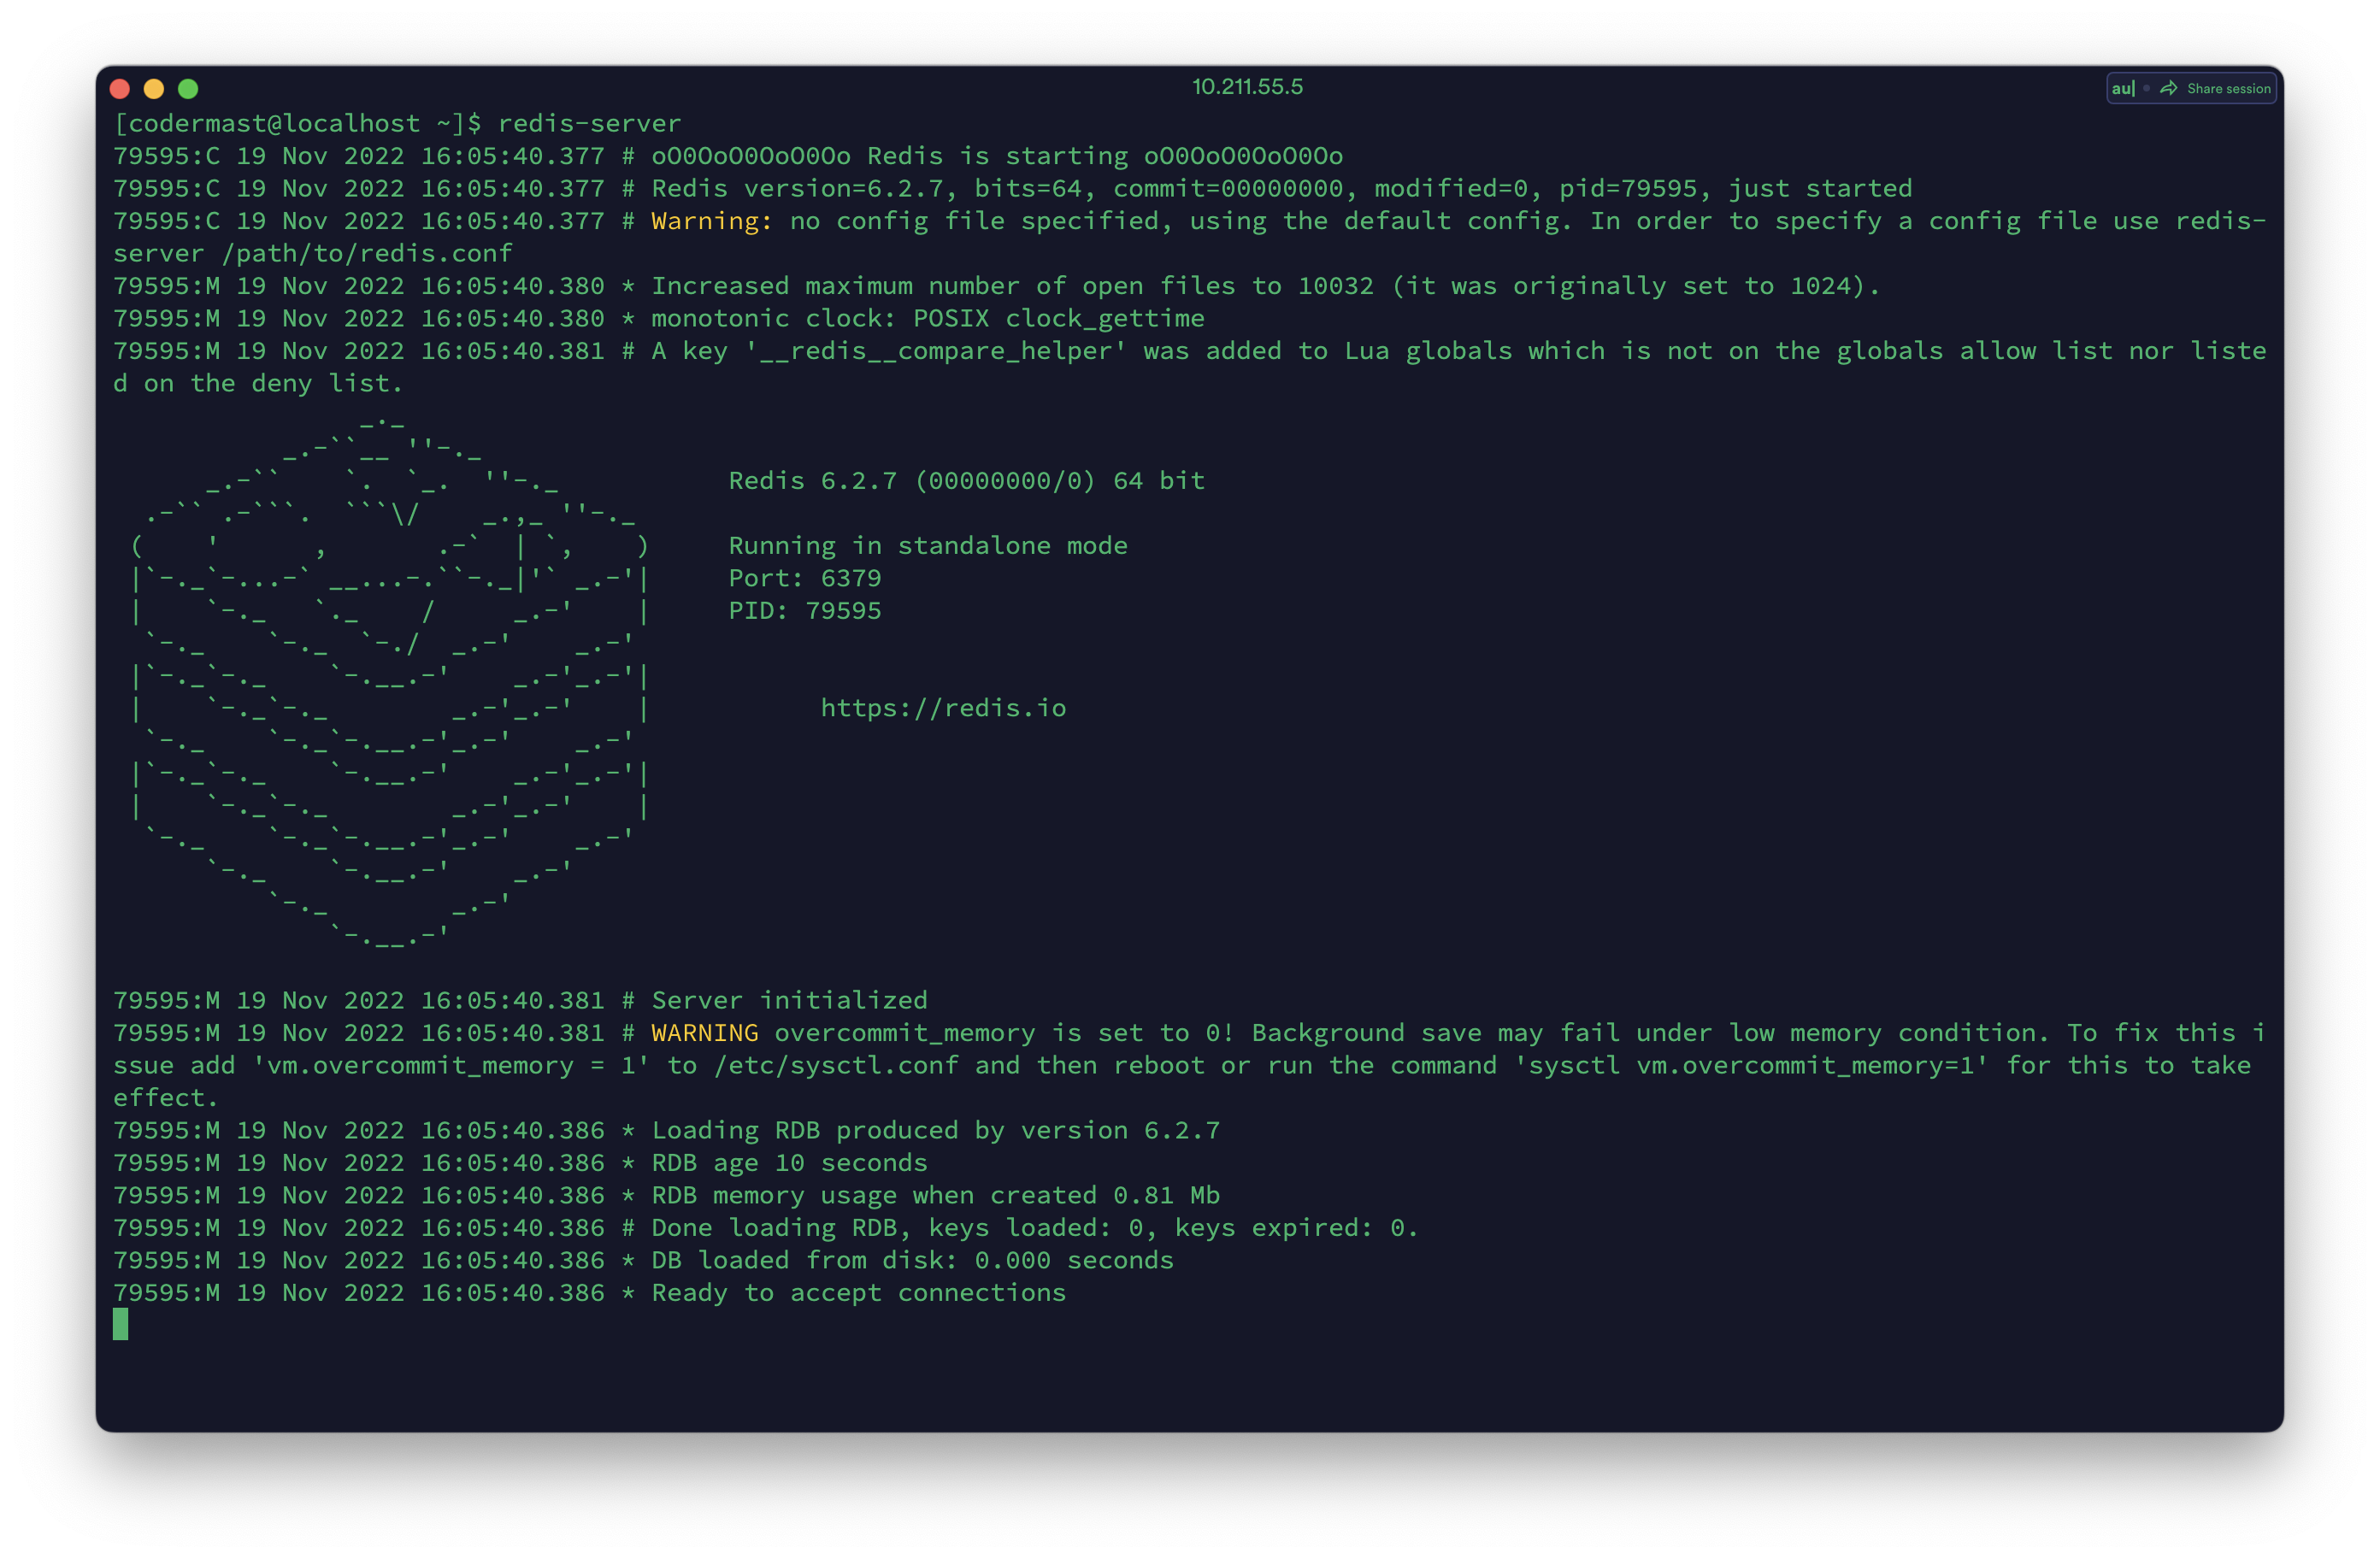 10.211.55.5
au| Share session
[codermast@localhost ~]$ redis-server
79595:C 19 Nov 2022 16:05:40.377 # oO0OoO0OoO0Oo Redis is starting oO0OoO0OoO0Oo
79595:C 19 Nov 2022 16:05:40.377 # Redis version=6.2.7, bits=64, commit=00000000, modified=0, pid=79595, just started
79595:C 19 Nov 2022 16:05:40.377 # Warning: no config file specified, using the default config. In order to specify a config file use redis-
server /path/to/redis.conf
79595:M 19 Nov 2022 16:05:40.380 * Increased maximum number of open files to 10032 (it was originally set to 1024).
79595:M 19 Nov 2022 16:05:40.380 * monotonic clock: POSIX clock_gettime
79595:M 19 Nov 2022 16:05:40.381 # A key '__redis__compare_helper' was added to Lua globals which is not on the globals allow list nor liste
d on the deny list.
Redis 6.2.7 (00000000/0) 64 bit
Running in standalone mode
Port: 6379
PID: 79595
https://redis.io
79595:M 19 Nov 2022 16:05:40.381 # Server initialized
79595:M 19 Nov 2022 16:05:40.381 # WARNING overcommit_memory is set to 0! Background save may fail under low memory condition. To fix this i
ssue add 'vm.overcommit_memory = 1' to /etc/sysctl.conf and then reboot or run the command 'sysctl vm.overcommit_memory=1' for this to take
effect.
79595:M 19 Nov 2022 16:05:40.386 * Loading RDB produced by version 6.2.7
79595:M 19 Nov 2022 16:05:40.386 * RDB age 10 seconds
79595:M 19 Nov 2022 16:05:40.386 * RDB memory usage when created 0.81 Mb
79595:M 19 Nov 2022 16:05:40.386 # Done loading RDB, keys loaded: 0, keys expired: 0.
79595:M 19 Nov 2022 16:05:40.386 * DB loaded from disk: 0.000 seconds
79595:M 19 Nov 2022 16:05:40.386 * Ready to accept connections